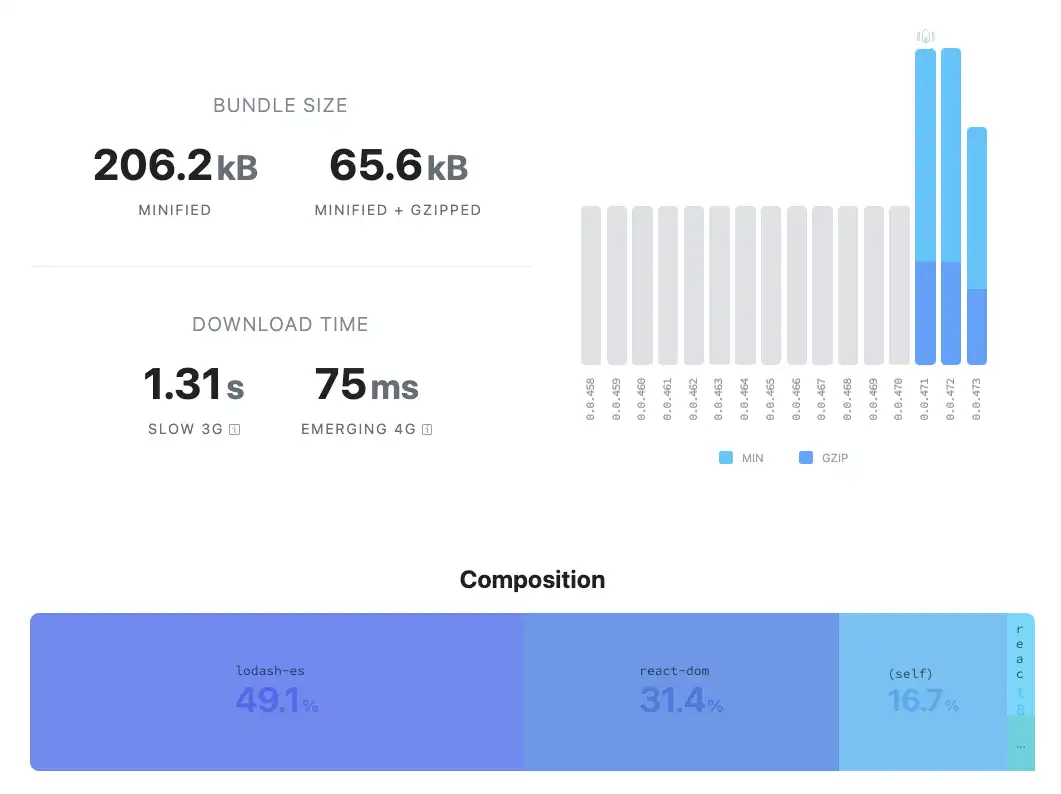 BUNDLE SIZE
206.2 kB
MINIFIED
65.6 kB
MINIFIED + GZIPPED
DOWNLOAD TIME
1.31 s
SLOW 3G
75 ms
EMERGING 4G
0.0.458
0.0.459
0.0.460
0.0.461
0.0.462
0.0.463
0.0.464
0.0.465
0.0.466
0.0.467
0.0.468
0.0.469
0.0.470
0.0.471
0.0.472
0.0.473
MIN
GZIP
Composition
lodash-es
49.1%
react-dom
31.4%
(self)
16.7%
reac
...